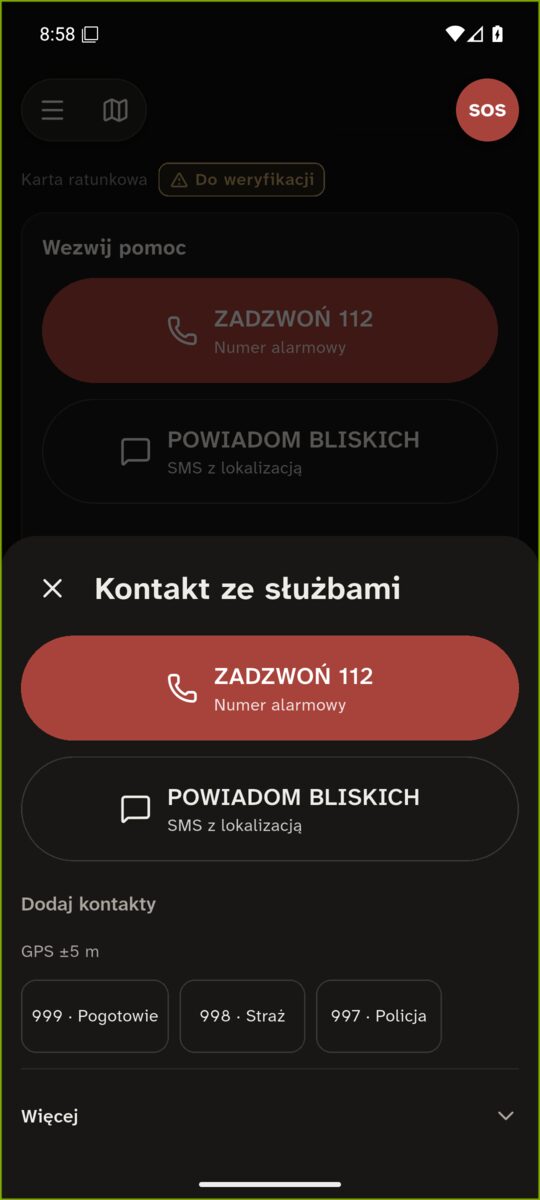 8:58
SOS
Karta ratunkowa
Do weryfikacji
Wezwij pomoc
ZADZWOŃ 112
Numer alarmowy
POWIADOM BLISKICH
SMS z lokalizacją
Kontakt ze służbami
ZADZWOŃ 112
Numer alarmowy
POWIADOM BLISKICH
SMS z lokalizacją
Dodaj kontakty
GPS ±5 m
999 · Pogotowie
998 · Straż
997 · Policja
Więcej